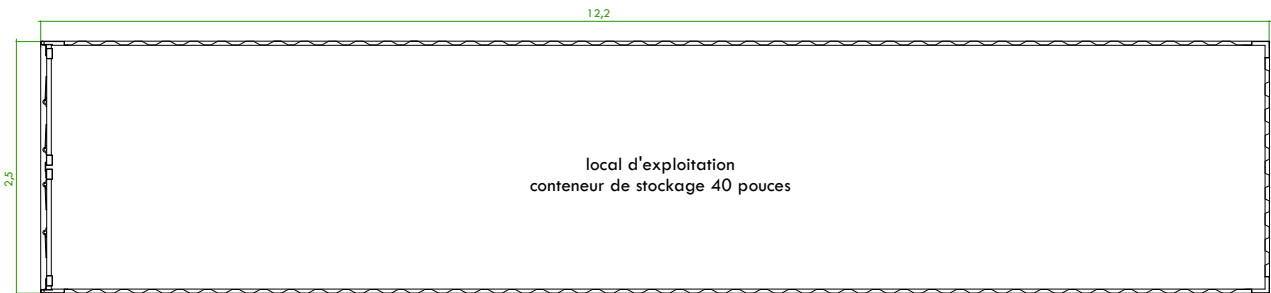 12,2
2,5
local d'exploitation
conteneur de stockage 40 pouces